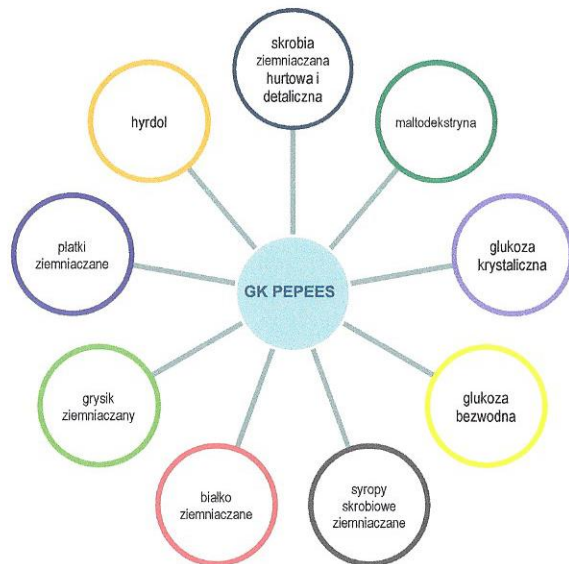 skrobia
ziemniaczana
hurtowa i
detaliczna
maltodekstryna
glukoza
krystaliczna
glukoza
bezwodna
syropy
skrobiowe
ziemniaczane
białko
ziemniaczane
grysik
ziemniaczany
płatki
ziemniaczane
hyrdol
GK PEPEES